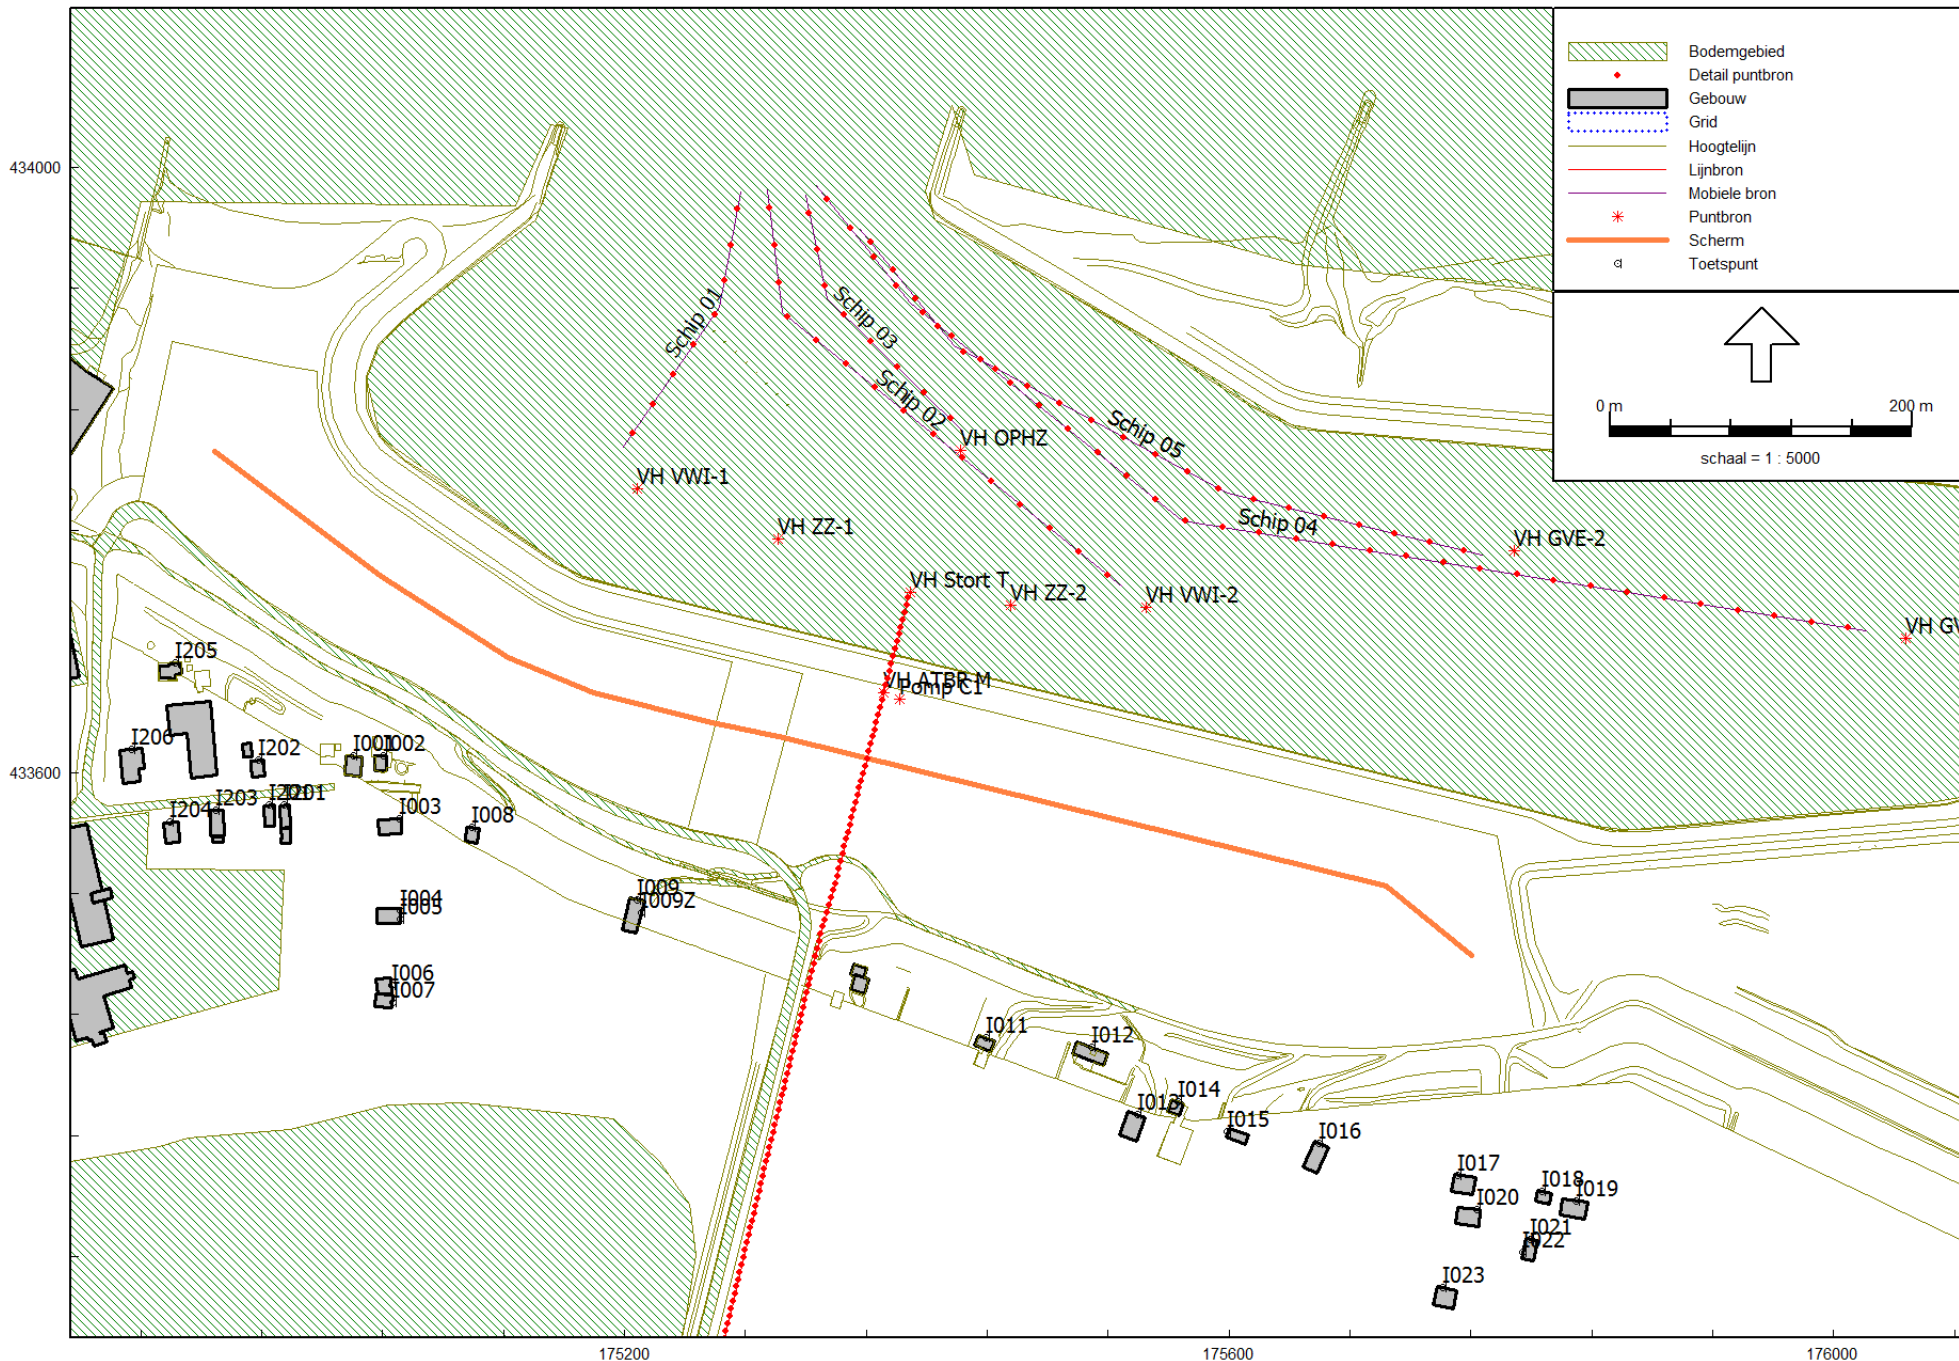 Bodemgebied
Detail puntbron
Gebouw
Grid
Hoogtelijn
Lijnbron
Mobiele bron
Puntbron
Scherm
Toetspunt
0 m
200 m
schaal = 1 : 5000
434000
433600
175200
175600
176000
Schip 01
Schip 03
Schip 02
Schip 05
Schip 04
VH OPHZ
VH VWI-1
VH ZZ-1
VH GVE-2
VH Stort T
VH ZZ-2
VH VWI-2
VH GV
VH ATBR M
Pomp C1
I205
I206
I202
I001
I002
I204
I203
I201
I003
I008
I004
I005
I009
I009Z
I006
I007
I011
I012
I013
I014
I015
I016
I017
I018
I019
I020
I021
I022
I023